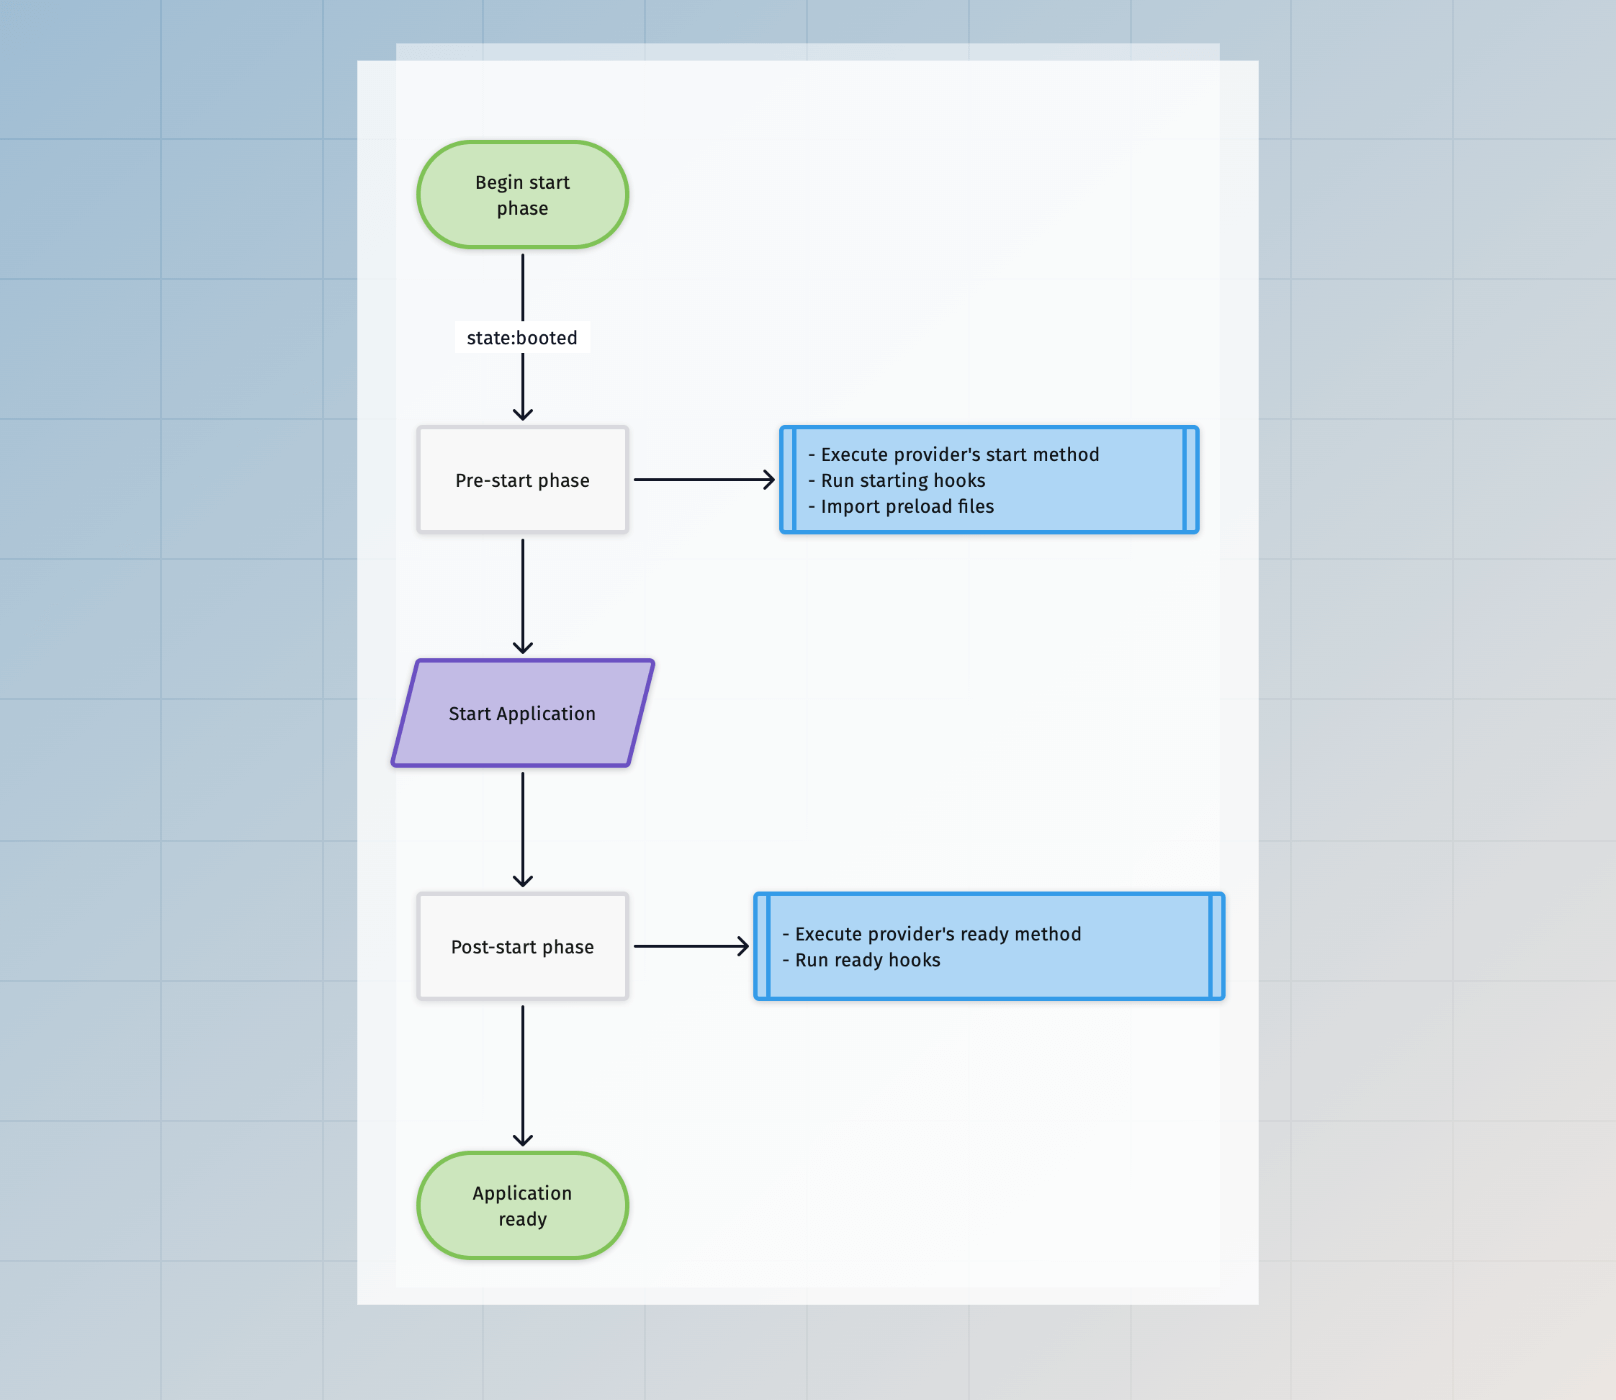 Begin start
phase
state:booted
Pre-start phase
- Execute provider's start method
- Run starting hooks
- Import preload files
Start Application
Post-start phase
- Execute provider's ready method
- Run ready hooks
Application
ready